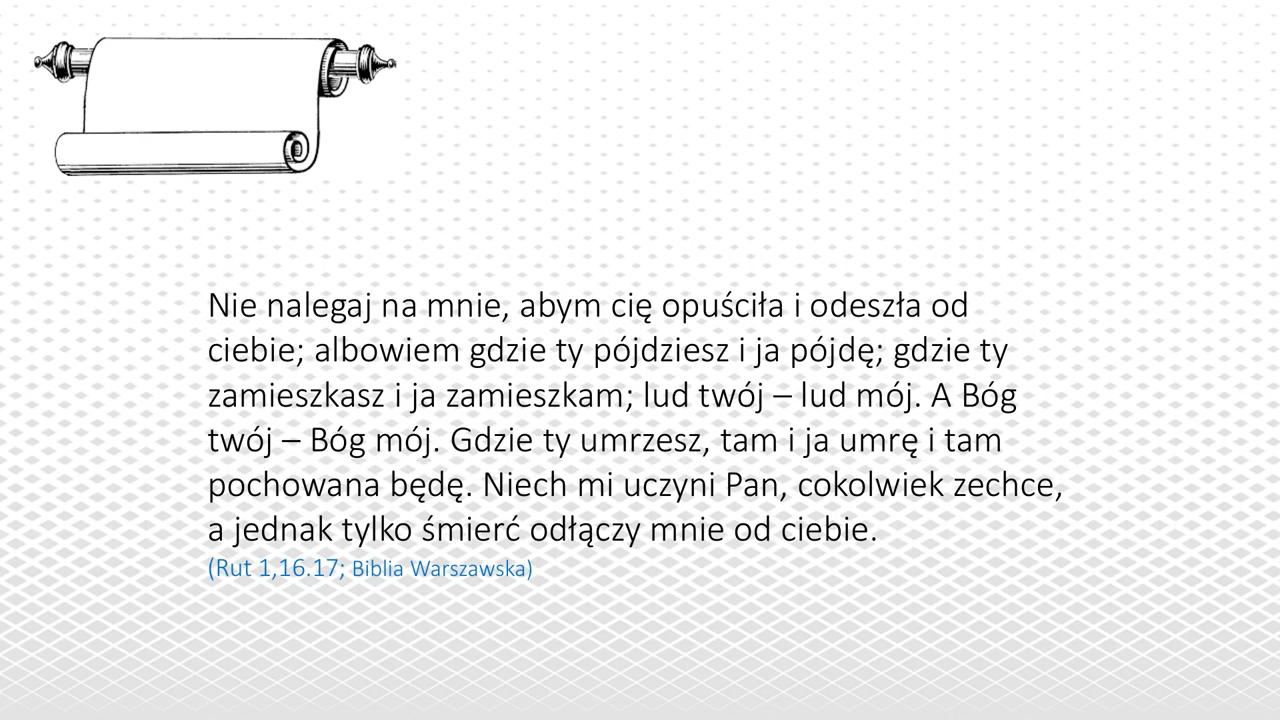 Nie nalegaj na mnie, abym cię opuściła i odeszła od
ciebie; albowiem gdzie ty pójdziesz i ja pójdę; gdzie ty
zamieszkasz i ja zamieszkam; lud twój – lud mój. A Bóg
twój – Bóg mój. Gdzie ty umrzesz, tam i ja umrę i tam
pochowana będę. Niech mi uczyni Pan, cokolwiek zechce,
a jednak tylko śmierć odłączy mnie od ciebie.
(Rut 1,16.17; Biblia Warszawska)